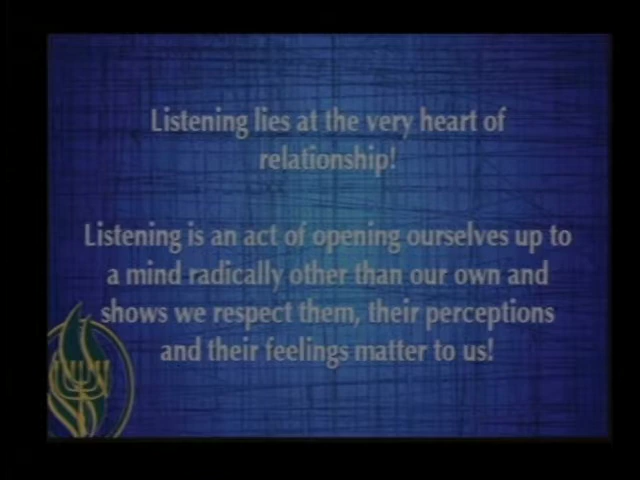 Listening lies at the very heart of
relationship!
Listening is an act of opening ourselves up to
a mind radically other than our own and
shows we respect them, their perceptions
and their feelings matter to us!